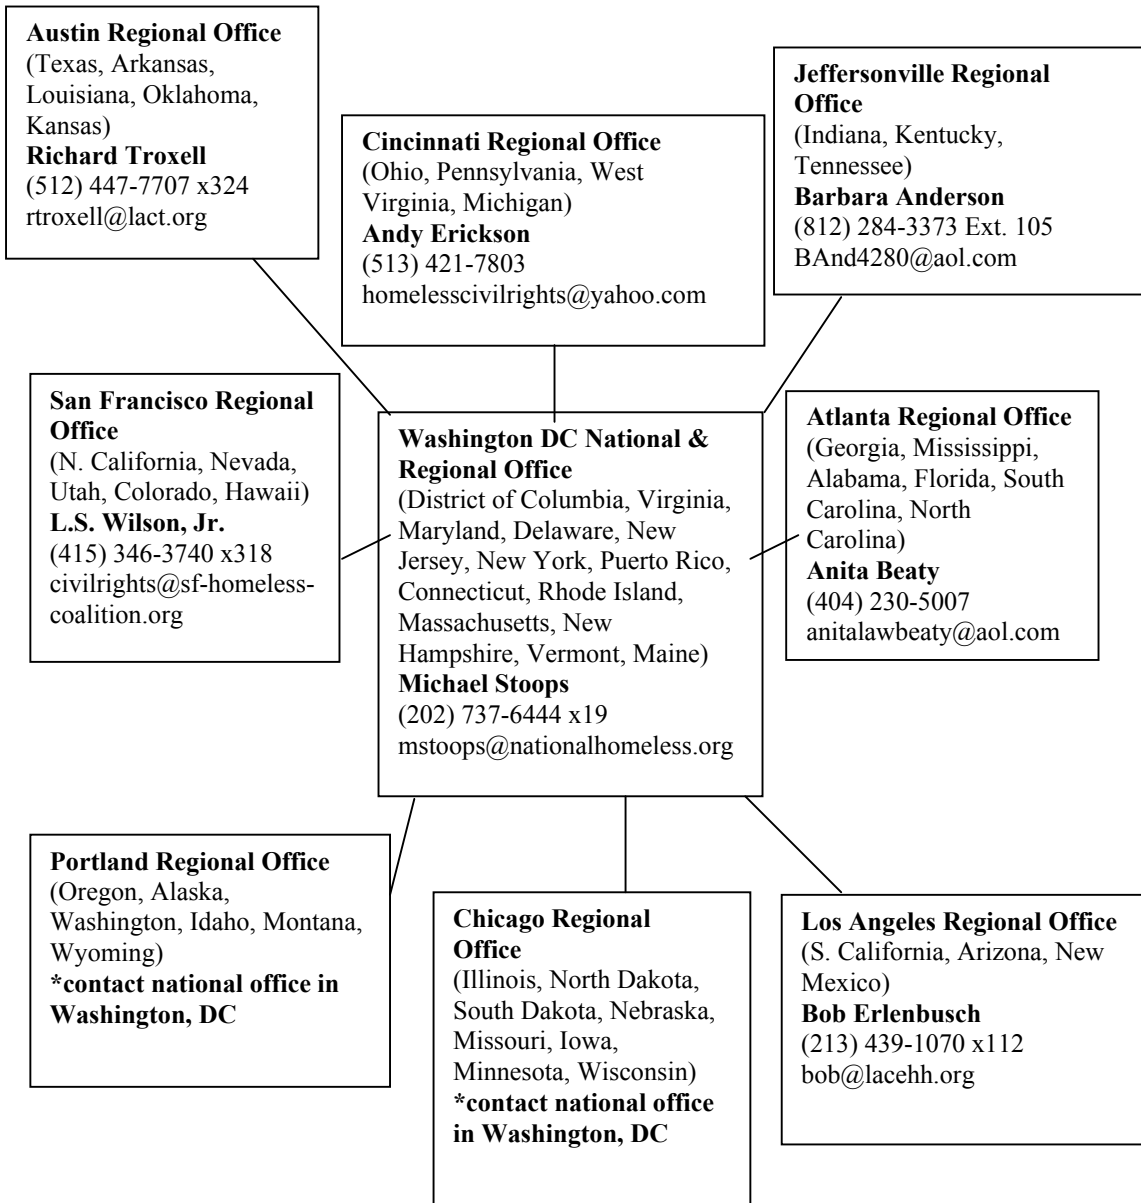 Austin Regional Office
(Texas, Arkansas,
Louisiana, Oklahoma,
Kansas)
Richard Troxell
(512) 447-7707 x324
rtroxell@lact.org
Cincinnati Regional Office
(Ohio, Pennsylvania, West
Virginia, Michigan)
Andy Erickson
(513) 421-7803
homelesscivilrights@yahoo.com
Jeffersonville Regional
Office
(Indiana, Kentucky,
Tennessee)
Barbara Anderson
(812) 284-3373 Ext. 105
BAnd4280@aol.com
San Francisco Regional
Office
(N. California, Nevada,
Utah, Colorado, Hawaii)
L.S. Wilson, Jr.
(415) 346-3740 x318
civilrights@sf-homeless-
coalition.org
Washington DC National &
Regional Office
(District of Columbia, Virginia,
Maryland, Delaware, New
Jersey, New York, Puerto Rico,
Connecticut, Rhode Island,
Massachusetts, New
Hampshire, Vermont, Maine)
Michael Stoops
(202) 737-6444 x19
mstoops@nationalhomeless.org
Atlanta Regional Office
(Georgia, Mississippi,
Alabama, Florida, South
Carolina, North
Carolina)
Anita Beaty
(404) 230-5007
anitalawbeaty@aol.com
Portland Regional Office
(Oregon, Alaska,
Washington, Idaho, Montana,
Wyoming)
*contact national office in
Washington, DC
Chicago Regional
Office
(Illinois, North Dakota,
South Dakota, Nebraska,
Missouri, Iowa,
Minnesota, Wisconsin)
*contact national office
in Washington, DC
Los Angeles Regional Office
(S. California, Arizona, New
Mexico)
Bob Erlenbusch
(213) 439-1070 x112
bob@lacehh.org